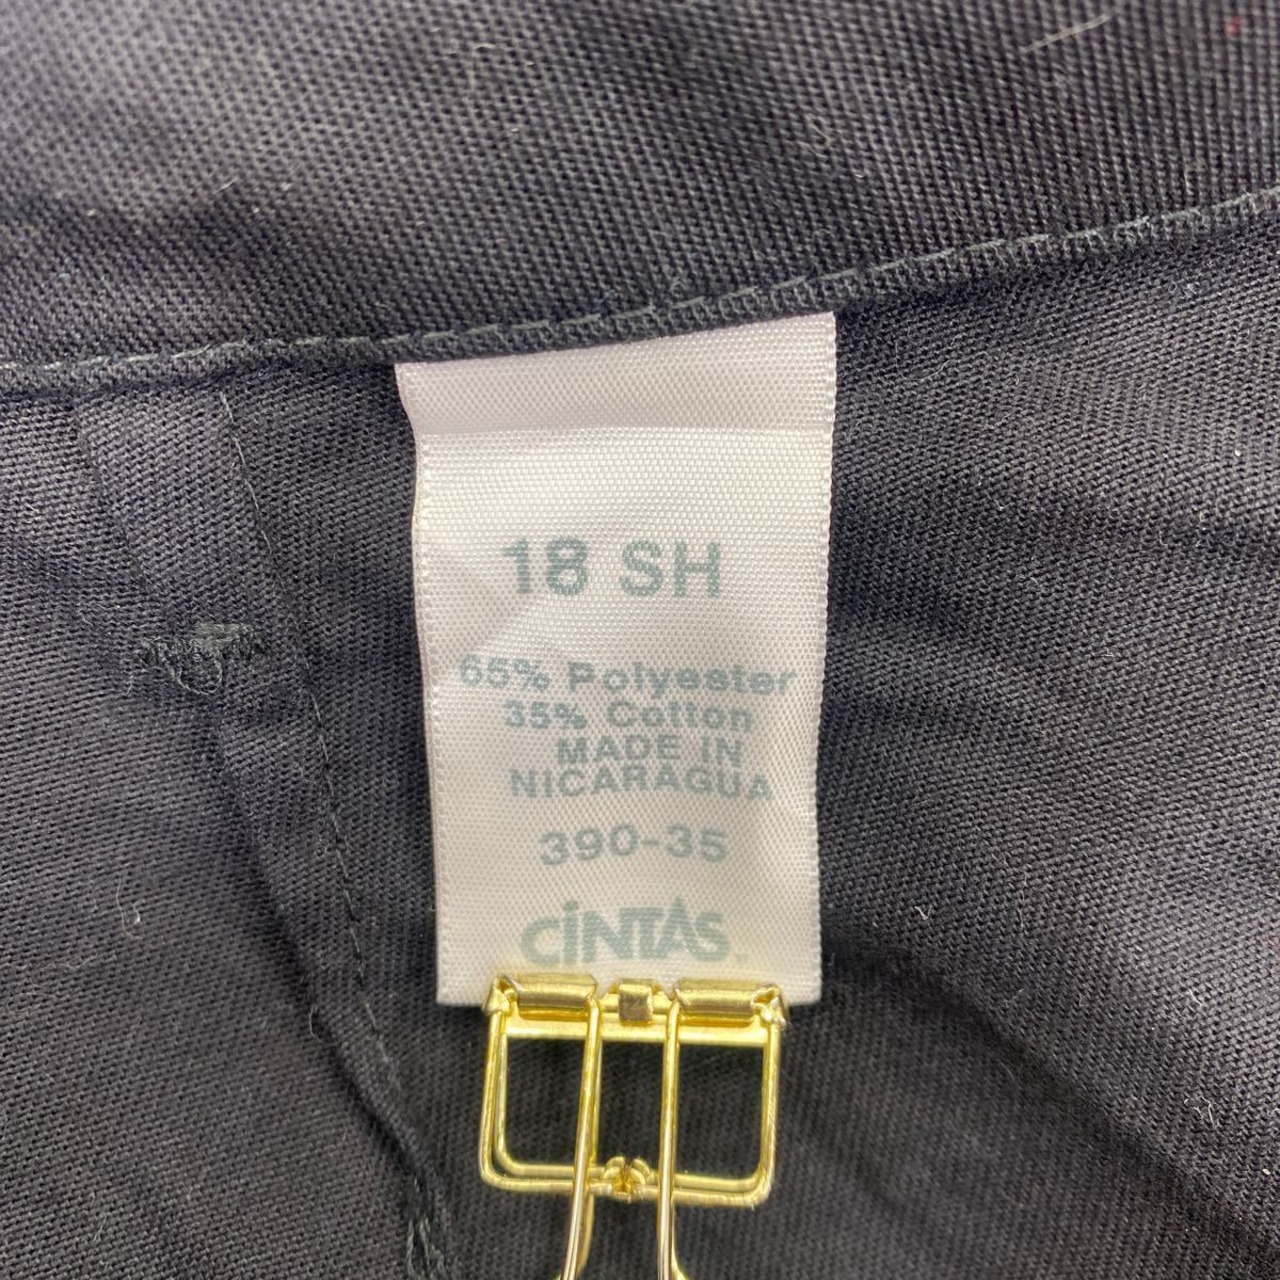 18 SH
65% Polyester
35% Cotton
MADE IN
NICARAGUA
390-35
CiNTAS.